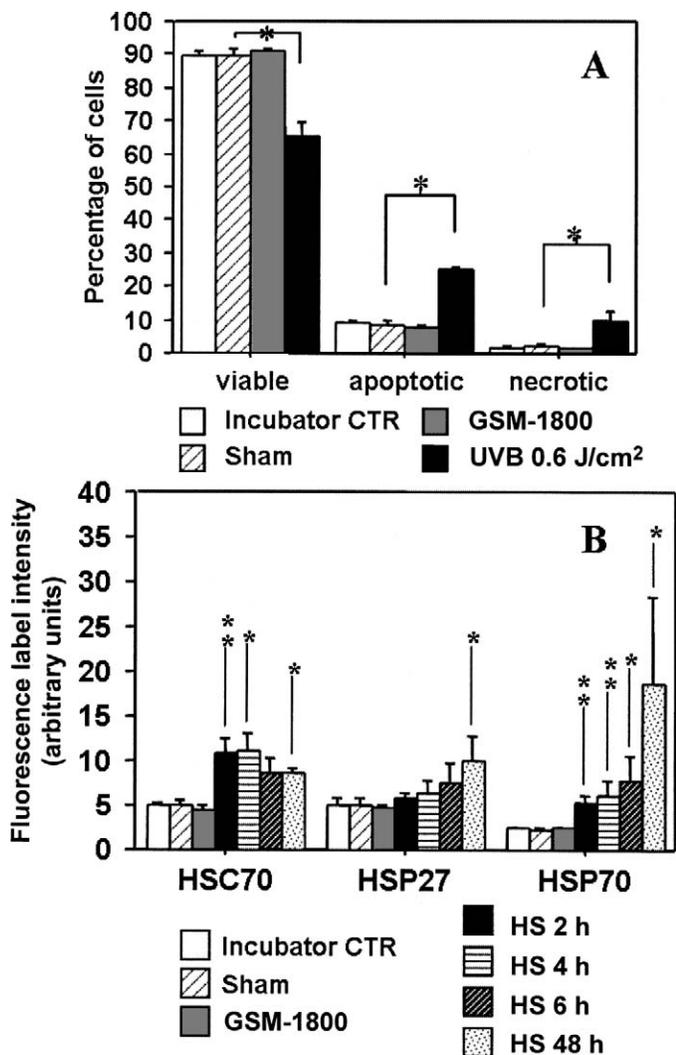 100
90
80
70
60
50
40
30
20
10
0
Percentage of cells
A
*
*
*
viable apoptotic necrotic
Incubator CTR GSM-1800
Sham UVB 0.6 J/cm²
40
35
30
25
20
15
10
5
0
Fluorescence label intensity
(arbitrary units)
B
**
*
*
*
**
**
*
*
HSC70 HSP27 HSP70
Incubator CTR
Sham
GSM-1800
HS 2 h
HS 4 h
HS 6 h
HS 48 h